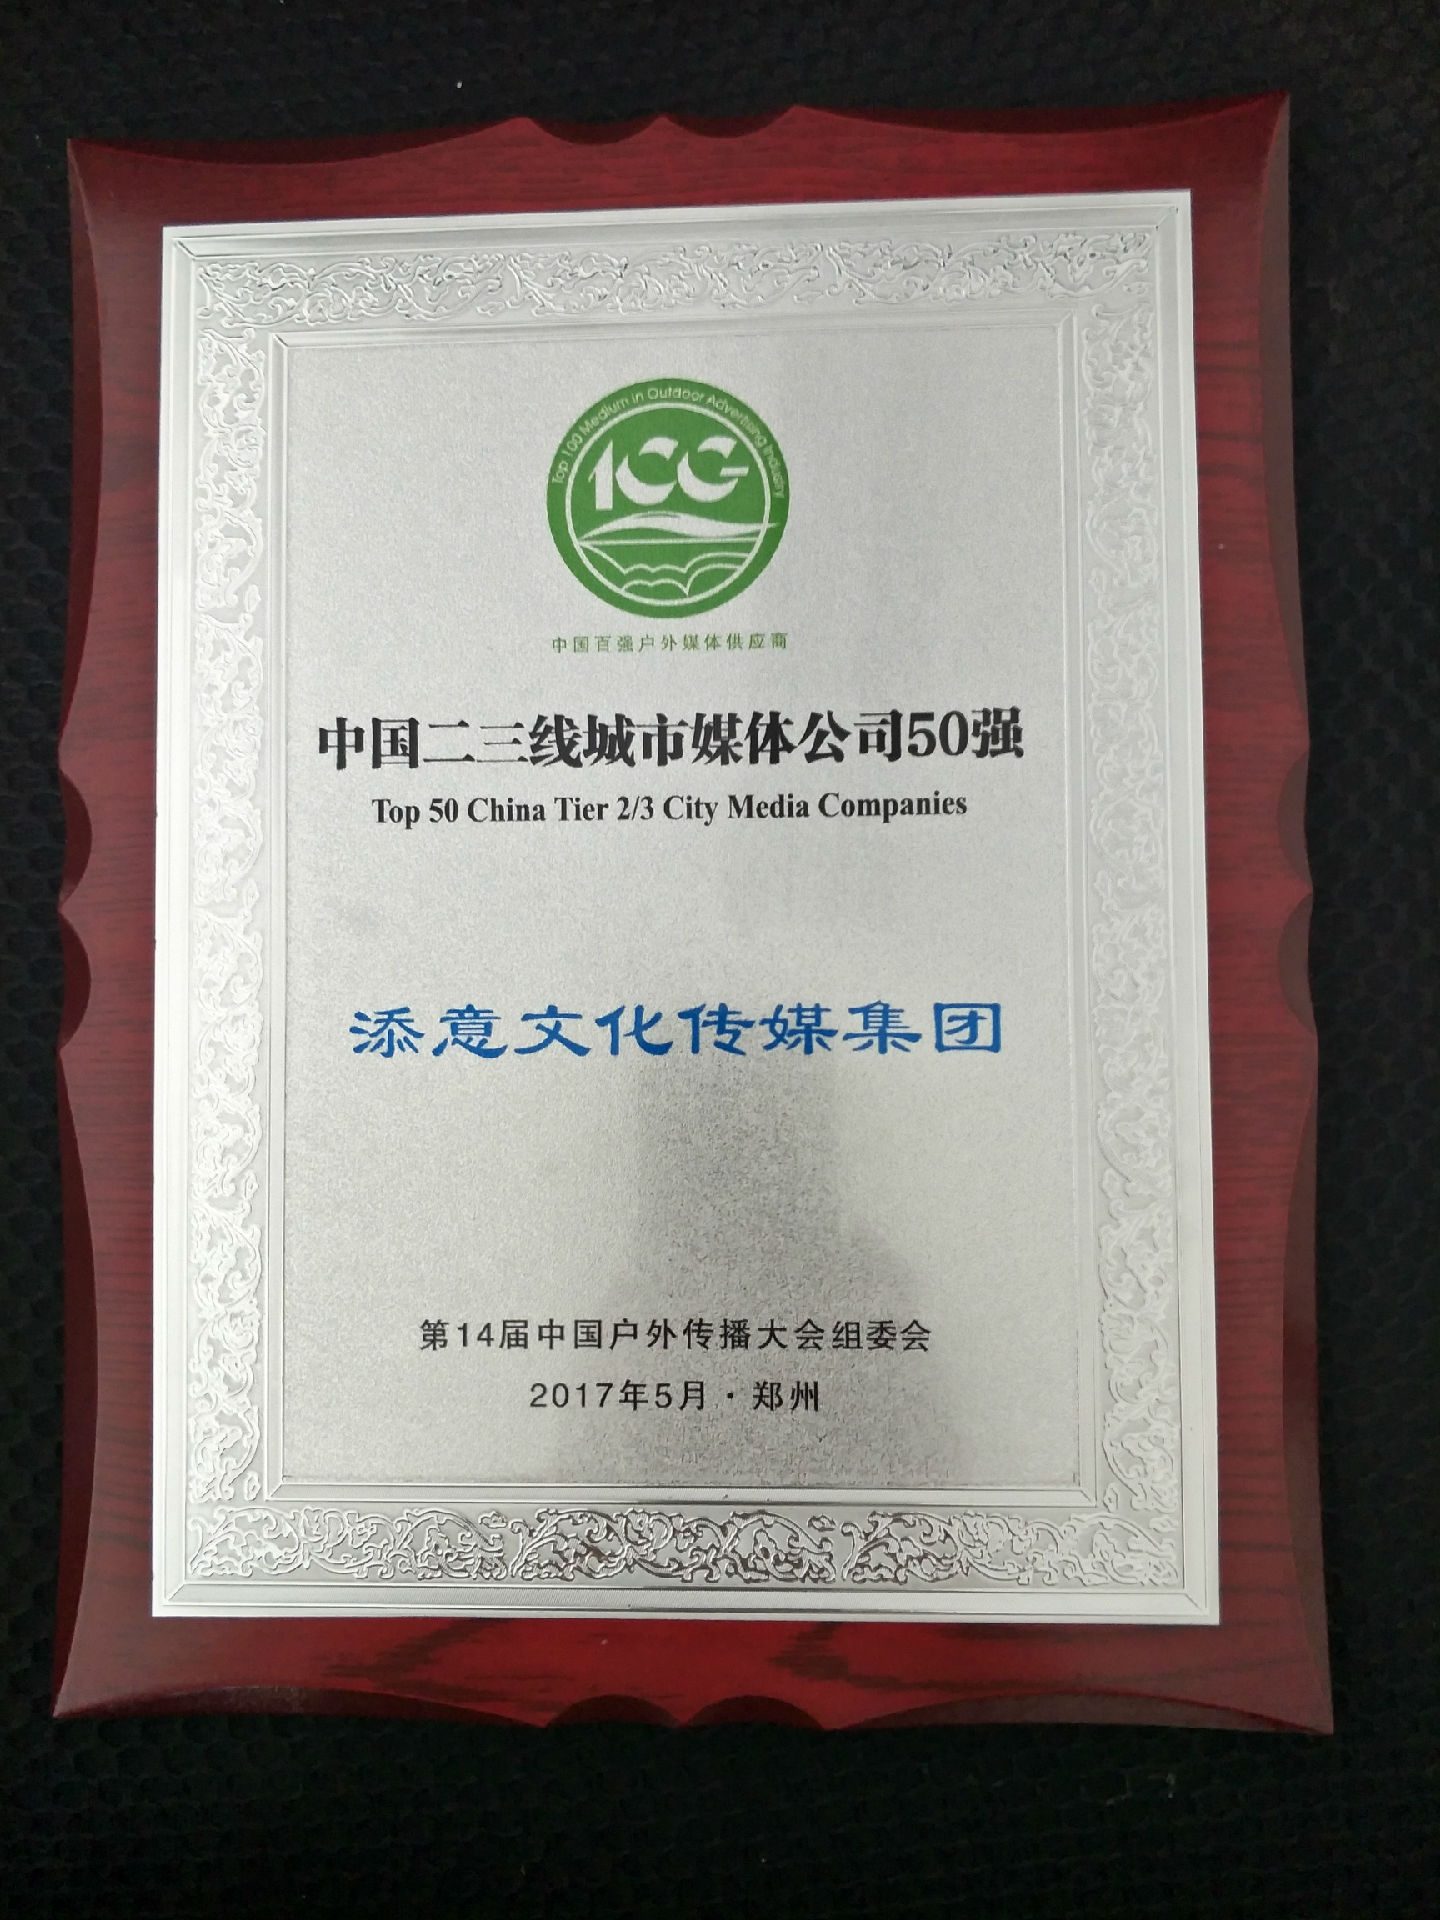 Top 100 Medium in Outdoor Advertising Industry
100
中国百强户外媒体供应商
中国二三线城市媒体公司50强
Top 50 China Tier 2/3 City Media Companies
添意文化传媒集团
第14届中国户外传播大会组委会
2017年5月·郑州